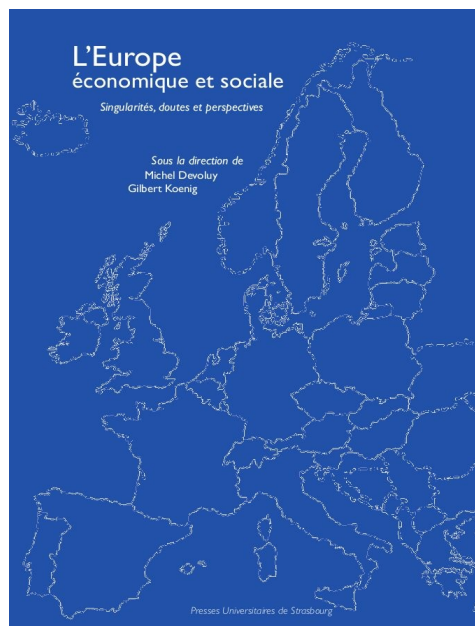 L'Europe
économique et sociale
Singularités, doutes et perspectives
Sous la direction de
Michel Devoluy
Gilbert Koenig
Presses Universitaires de Strasbourg